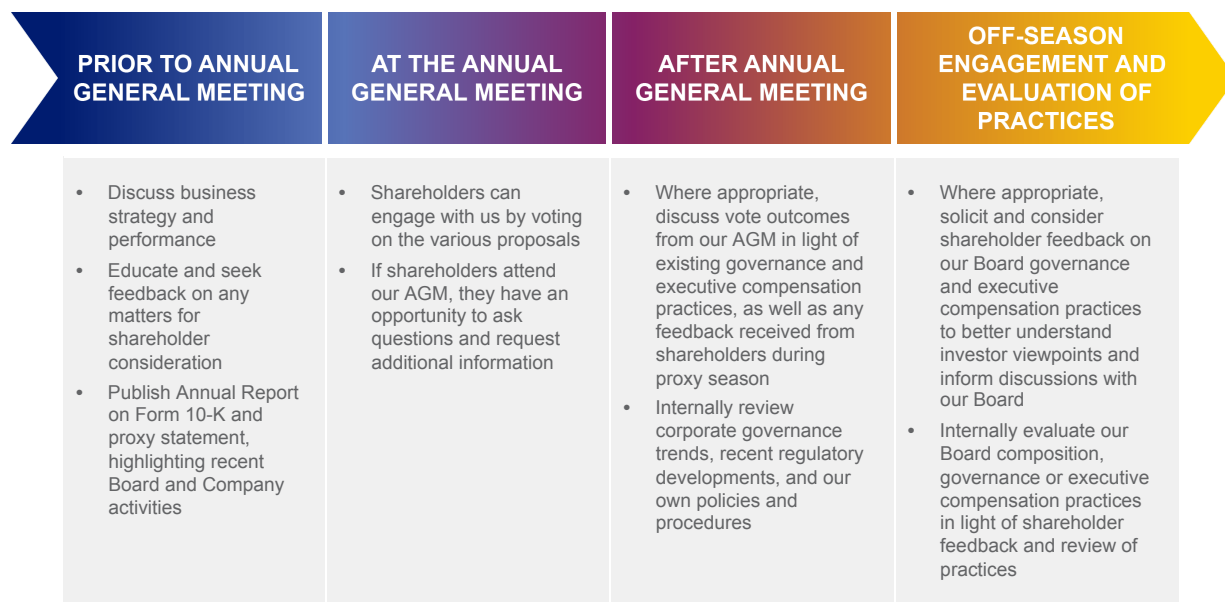 PRIOR TO ANNUAL
GENERAL MEETING
AT THE ANNUAL
GENERAL MEETING
AFTER ANNUAL
GENERAL MEETING
OFF-SEASON
ENGAGEMENT AND
EVALUATION OF
PRACTICES
• Discuss business
strategy and
performance
• Educate and seek
feedback on any
matters for
shareholder
consideration
• Publish Annual Report
on Form 10-K and
proxy statement,
highlighting recent
Board and Company
activities
• Shareholders can
engage with us by voting
on the various proposals
• If shareholders attend
our AGM, they have an
opportunity to ask
questions and request
additional information
• Where appropriate,
discuss vote outcomes
from our AGM in light of
existing governance and
executive compensation
practices, as well as any
feedback received from
shareholders during
proxy season
• Internally review
corporate governance
trends, recent regulatory
developments, and our
own policies and
procedures
• Where appropriate,
solicit and consider
shareholder feedback on
our Board governance
and executive
compensation practices
to better understand
investor viewpoints and
inform discussions with
our Board
• Internally evaluate our
Board composition,
governance or executive
compensation practices
in light of shareholder
feedback and review of
practices